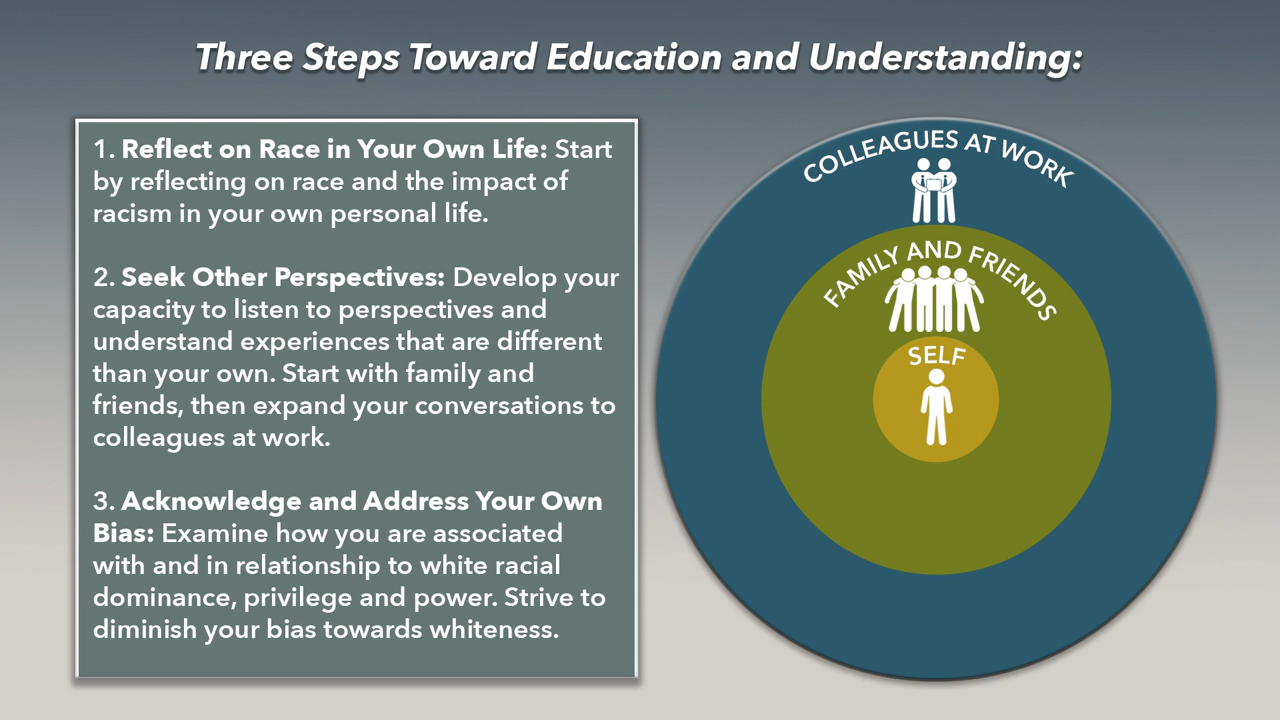 Three Steps Toward Education and Understanding:
1. Reflect on Race in Your Own Life: Start
by reflecting on race and the impact of
racism in your own personal life.
2. Seek Other Perspectives: Develop your
capacity to listen to perspectives and
understand experiences that are different
than your own. Start with family and
friends, then expand your conversations to
colleagues at work.
3. Acknowledge and Address Your Own
Bias: Examine how you are associated
with and in relationship to white racial
dominance, privilege and power. Strive to
diminish your bias towards whiteness.
COLLEAGUES AT WORK
FAMILY AND FRIENDS
SELF